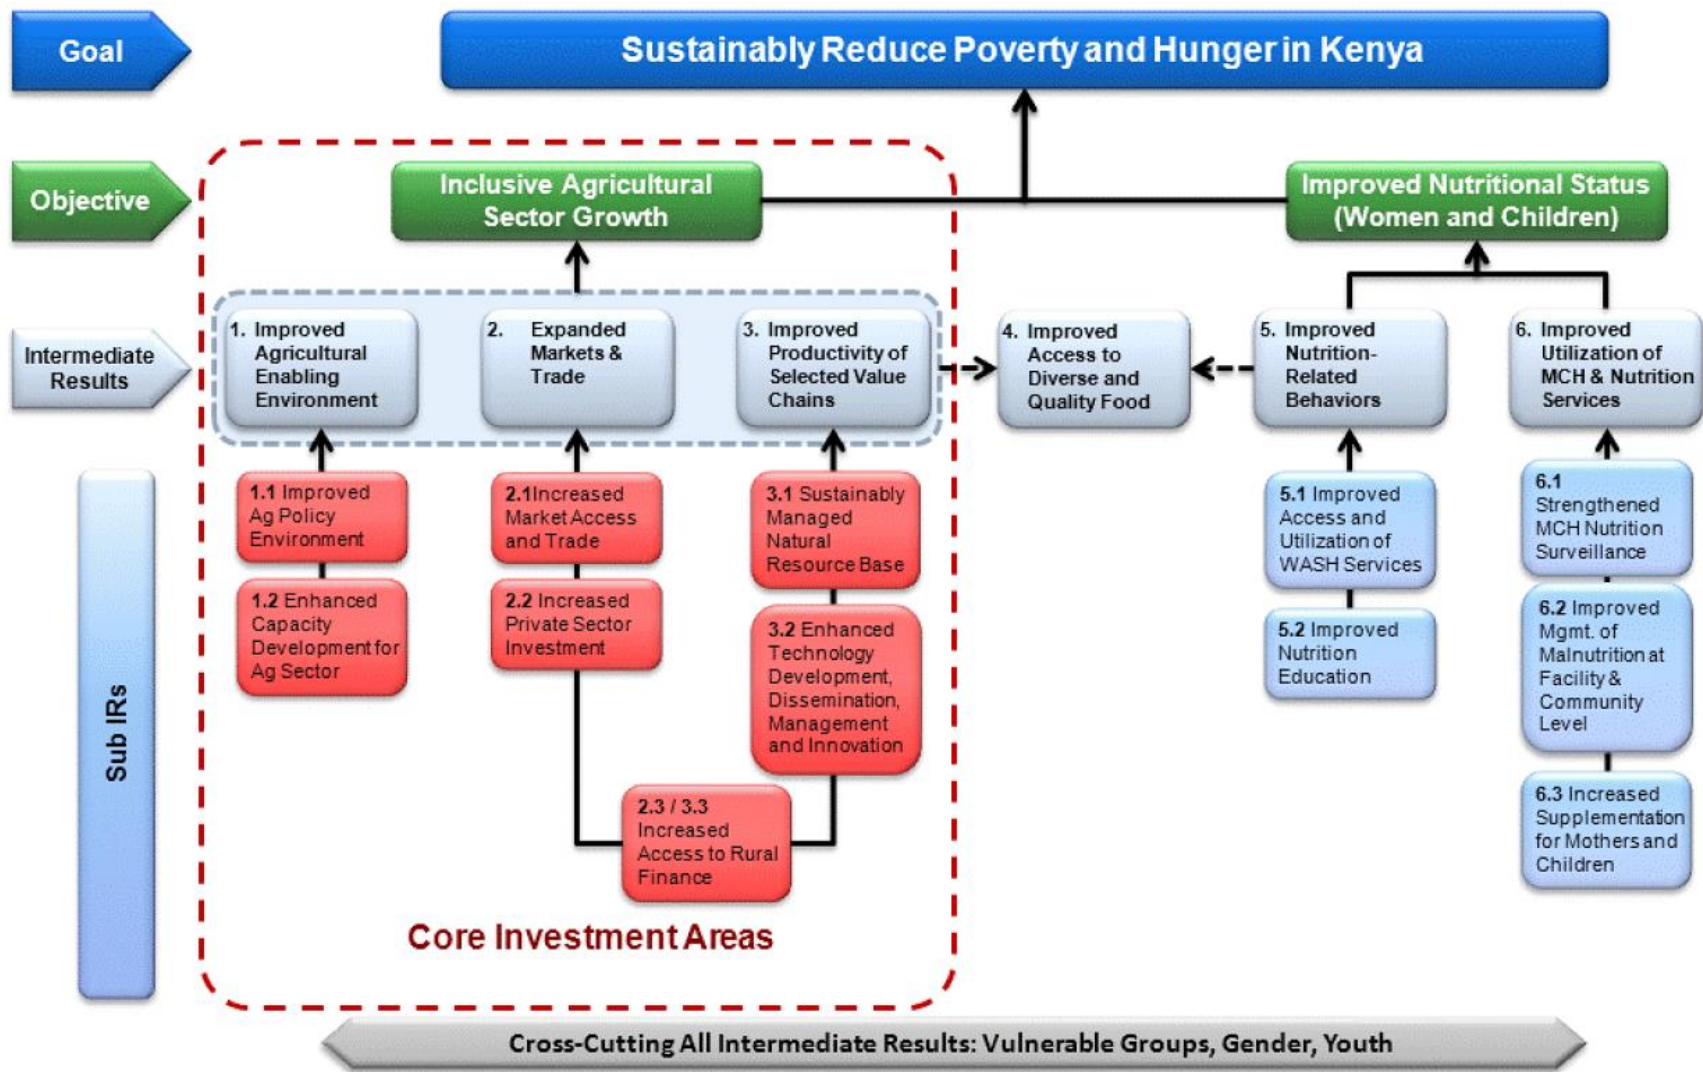 Goal
Sustainably Reduce Poverty and Hunger in Kenya
Objective
Inclusive Agricultural
Sector Growth
Improved Nutritional Status
(Women and Children)
Intermediate
Results
1. Improved
Agricultural
Enabling
Environment
2. Expanded
Markets &
Trade
3. Improved
Productivity of
Selected Value
Chains
4. Improved
Access to
Diverse and
Quality Food
5. Improved
Nutrition-
Related
Behaviors
6. Improved
Utilization of
MCH & Nutrition
Services
Sub IRs
1.1 Improved
Ag Policy
Environment
1.2 Enhanced
Capacity
Development for
Ag Sector
2.1Increased
Market Access
and Trade
2.2 Increased
Private Sector
Investment
3.1 Sustainably
Managed
Natural
Resource Base
3.2 Enhanced
Technology
Development,
Dissemination,
Management
and Innovation
2.3 / 3.3
Increased
Access to Rural
Finance
5.1 Improved
Access and
Utilization of
WASH Services
5.2 Improved
Nutrition
Education
6.1
Strengthened
MCH Nutrition
Surveillance
6.2 Improved
Mgmt. of
Malnutrition at
Facility &
Community
Level
6.3 Increased
Supplementation
for Mothers and
Children
Core Investment Areas
Cross-Cutting All Intermediate Results: Vulnerable Groups, Gender, Youth